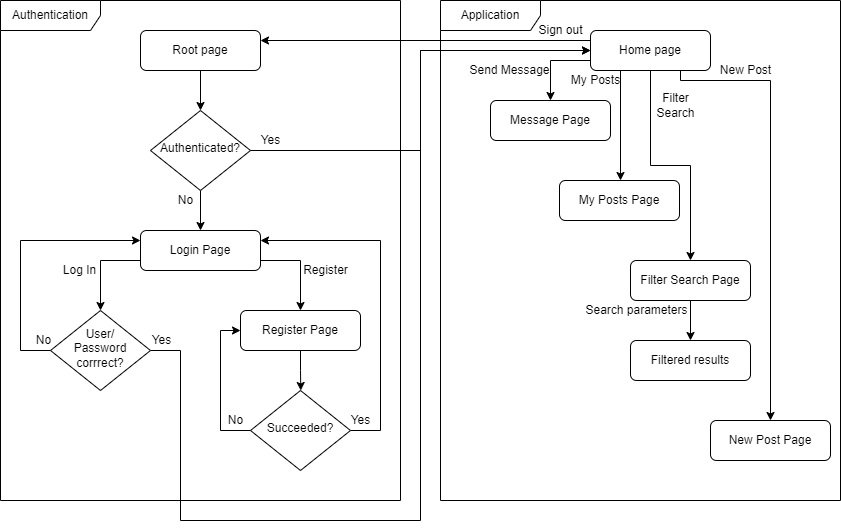 Authentication
Application
Root page
Sign out
Home page
Send Message
My Posts
New Post
Filter
Search
Message Page
Authenticated?
Yes
No
My Posts Page
Login Page
Log In
Register
Filter Search Page
Search parameters
User/
Password
corrrect?
No
Yes
Register Page
Filtered results
Succeeded?
No
Yes
New Post Page